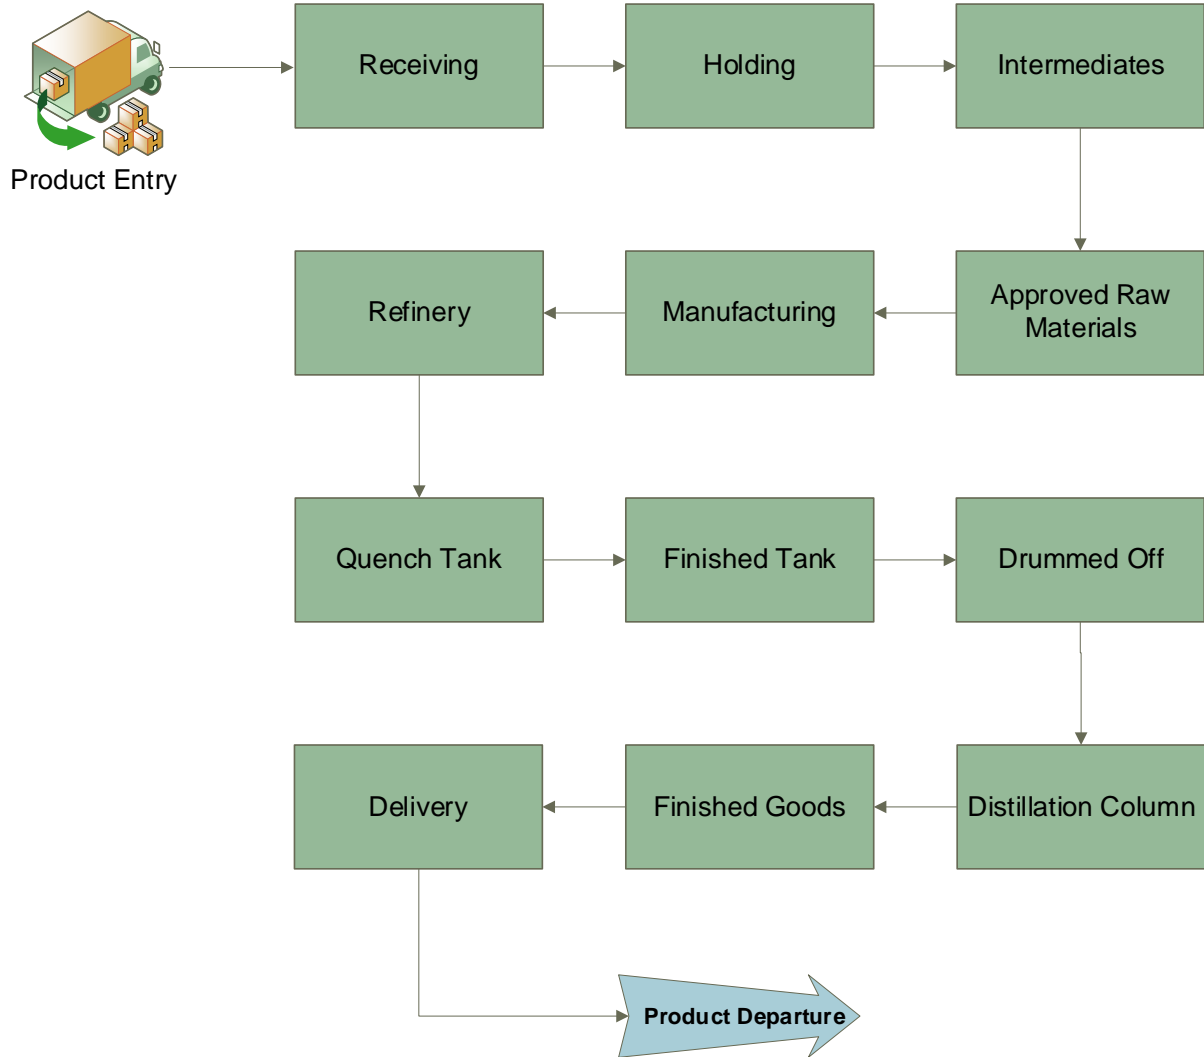 Product Entry
Receiving
Holding
Intermediates
Approved Raw
Materials
Manufacturing
Refinery
Quench Tank
Finished Tank
Drummed Off
Distillation Column
Finished Goods
Delivery
Product Departure